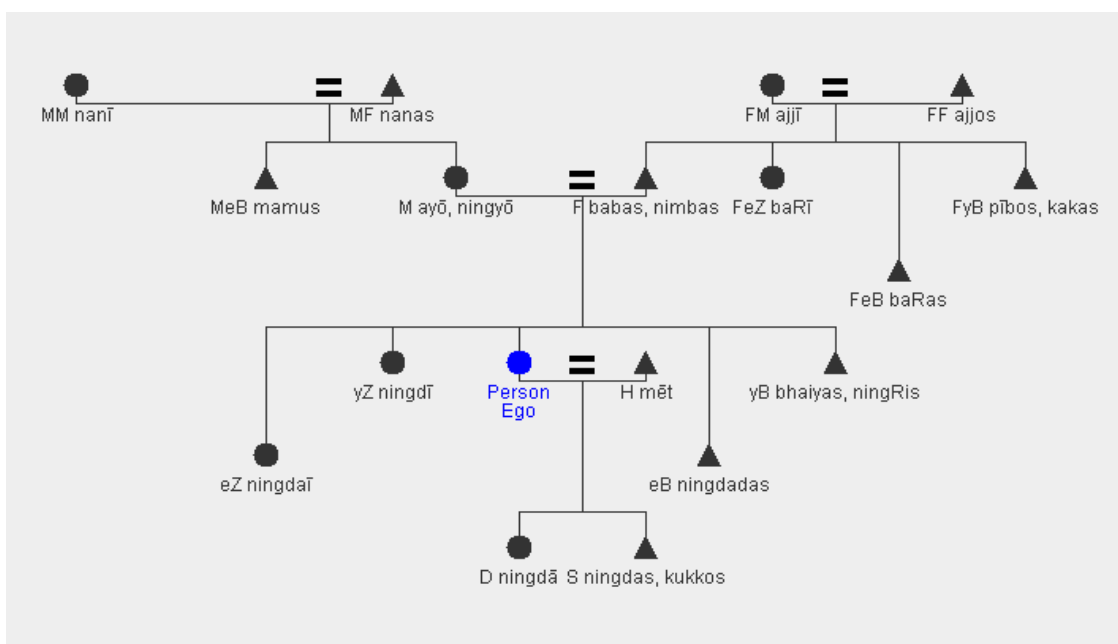 MM nanī
MF nanas
FM ajjī
FF ajjos
MeB mamus
M ayō, ningyō
F babas, nimbas
FeZ baRī
FyB pības, kakas
FeB baRas
yZ ningdī
Person
Ego
H mēt
yB bhaiyas, ningRis
eZ ningdaī
eB ningdadas
D ningdā
S ningdas, kukkos